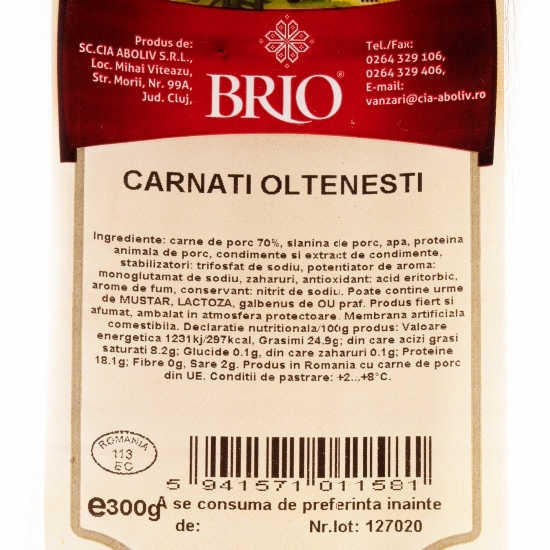 Produs de:
SC.CIA ABOLIV S.R.L.,
Loc. Mihai Viteazu,
Str. Morii, Nr. 99A,
Jud. Cluj,
BRIO®
Tel./Fax:
0264 329 106,
0264 329 406,
E-mail:
vanzari@cia-aboliv.ro
CARNATI OLTENESTI
Ingrediente: carne de porc 70%, slanina de porc, apa, proteina
animala de porc, condimente si extract de condimente,
stabilizatori: trifosfat de sodiu, potentiator de aroma:
monoglutamat de sodiu, zaharuri, antioxidant: acid eritorbic,
arome de fum, conservant: nitrit de sodiu. Poate contine urme
de MUSTAR, LACTOZA, galbenus de OU praf. Produs fiert si
afumat, ambalat in atmosfera protectoare. Membrana artificiala
comestibila. Declaratie nutritionala/100g produs: Valoare
energetica 1231kj/297kcal, Grasimi 24.9g; din care acizi grasi
saturati 8.2g; Glucide 0.1g, din care zaharuri 0.1g; Proteine
18.1g; Fibre 0g, Sare 2g. Produs in Romania cu carne de porc
din UE. Conditii de pastrare: +2...+8°C.
ROMANIA
113
EC
5 941571 011581
℮300g
A se consuma de preferinta inainte
de: Nr.lot: 127020